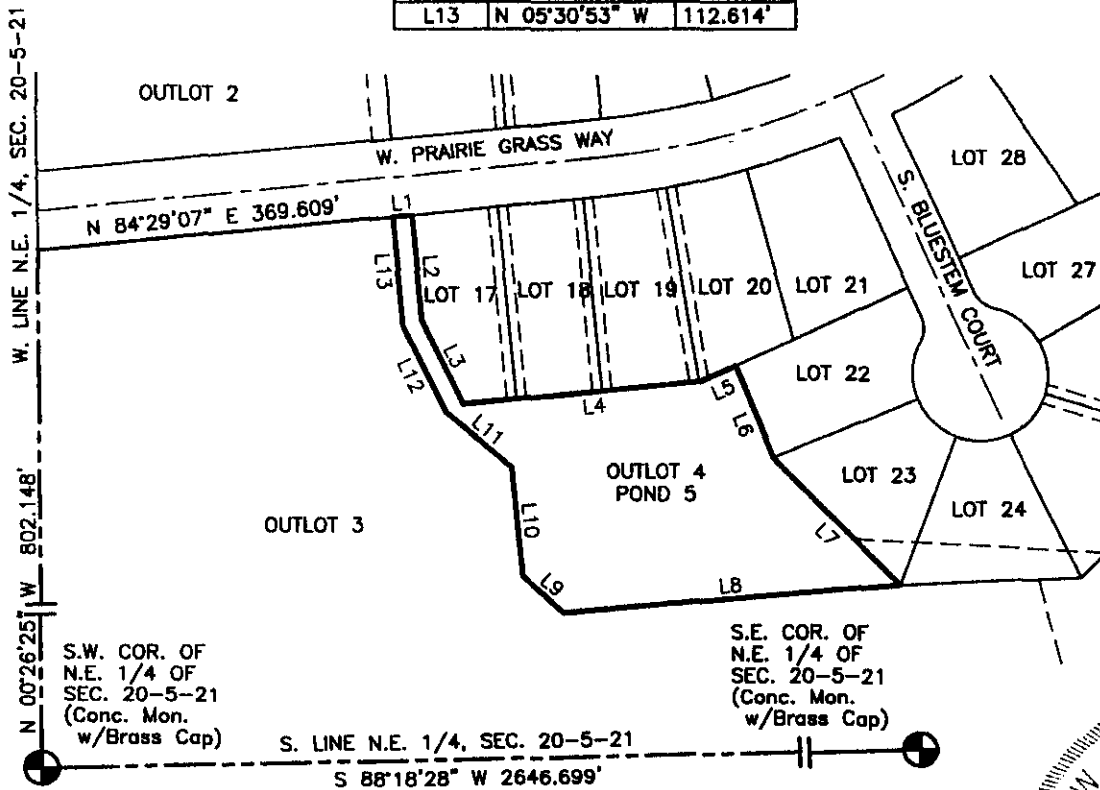 L13 N 05°30'53" W 112.614'
W. LINE N.E. 1/4, SEC. 20-5-21
OUTLOT 2
W. PRAIRIE GRASS WAY
LOT 28
S. BLUESTEM COURT
N 84°29'07" E 369.609'
L1
L13
L2
LOT 17
LOT 18
LOT 19
LOT 20
LOT 21
LOT 27
L12
L3
L4
L5
L6
LOT 22
L11
OUTLOT 4
POND 5
LOT 23
LOT 24
OUTLOT 3
L10
L7
L9
L8
N 00°26'25" W 802.148'
S.W. COR. OF
N.E. 1/4 OF
SEC. 20-5-21
(Conc. Mon.
w/Brass Cap)
S.E. COR. OF
N.E. 1/4 OF
SEC. 20-5-21
(Conc. Mon.
w/Brass Cap)
S. LINE N.E. 1/4, SEC. 20-5-21
S 88°18'28" W 2646.699'